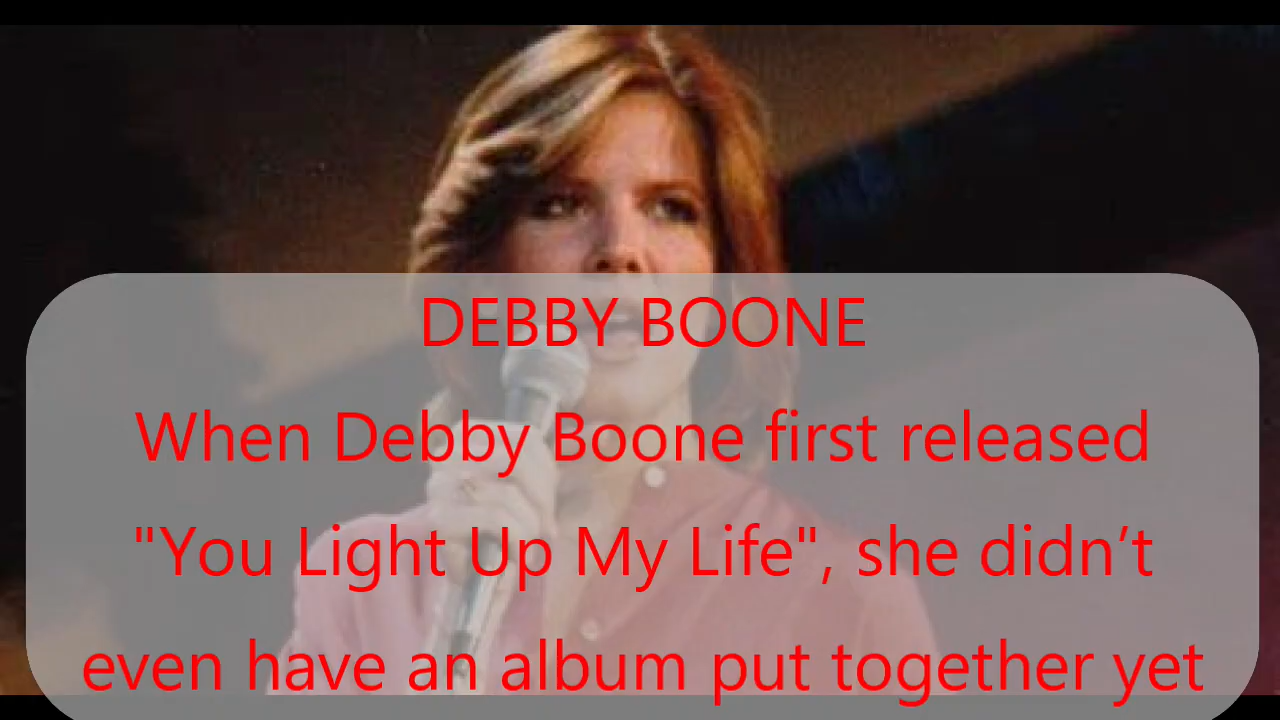 DEBBY BOONE
When Debby Boone first released
"You Light Up My Life", she didn’t
even have an album put together yet